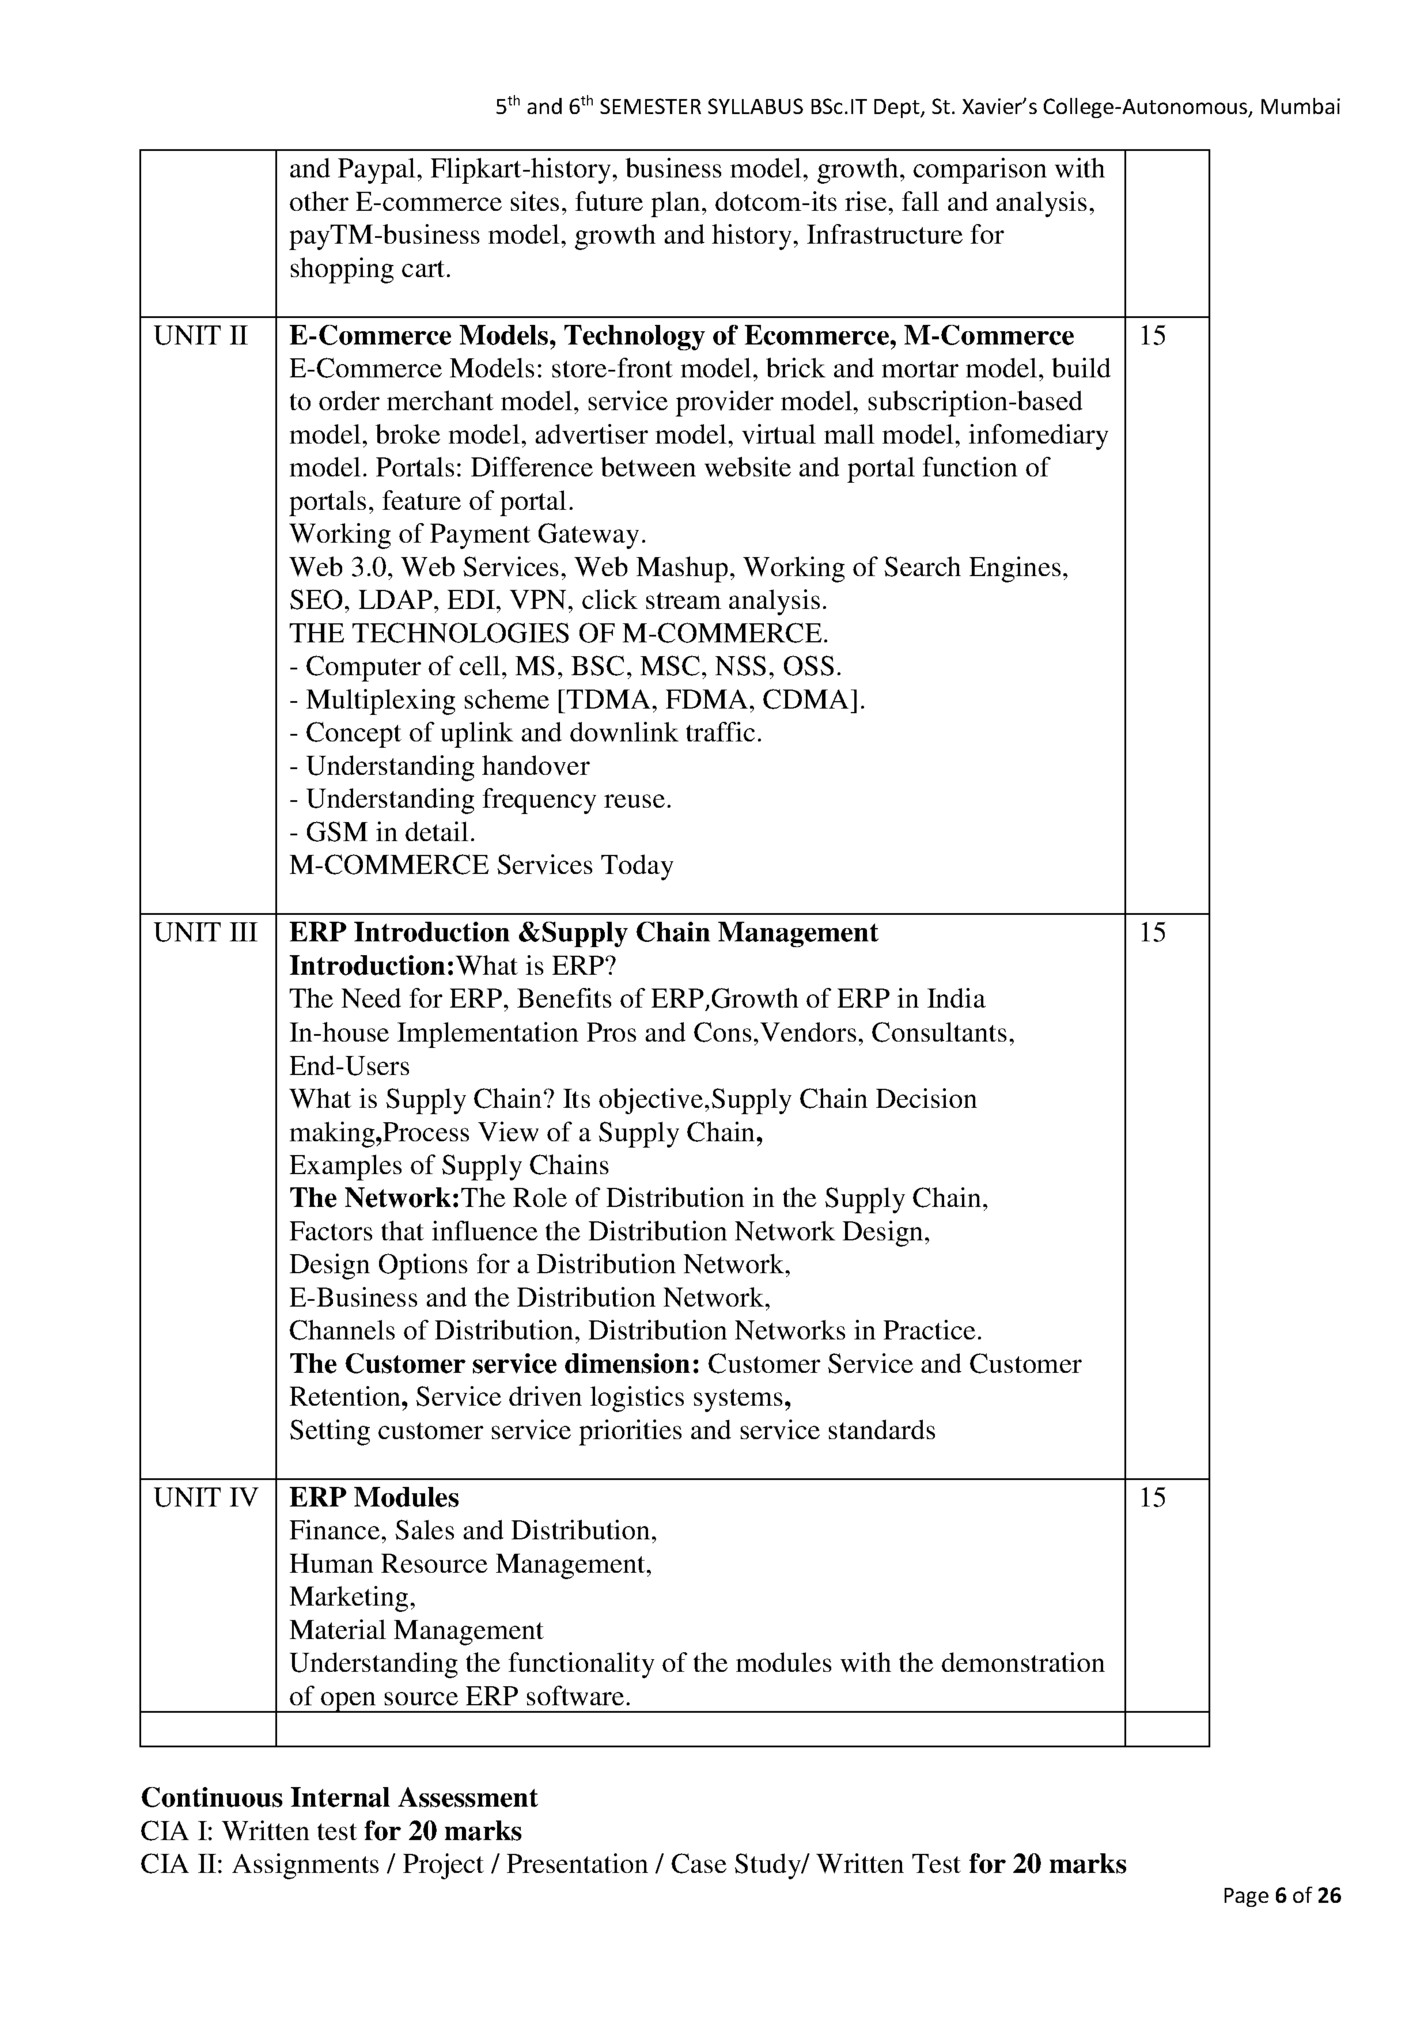 5th and 6th SEMESTER SYLLABUS BSc.IT Dept, St. Xavier’s College-Autonomous, Mumbai
and Paypal, Flipkart-history, business model, growth, comparison with
other E-commerce sites, future plan, dotcom-its rise, fall and analysis,
payTM-business model, growth and history, Infrastructure for
shopping cart.
UNIT II E-Commerce Models, Technology of Ecommerce, M-Commerce 15
E-Commerce Models: store-front model, brick and mortar model, build
to order merchant model, service provider model, subscription-based
model, broke model, advertiser model, virtual mall model, infomediary
model. Portals: Difference between website and portal function of
portals, feature of portal.
Working of Payment Gateway.
Web 3.0, Web Services, Web Mashup, Working of Search Engines,
SEO, LDAP, EDI, VPN, click stream analysis.
THE TECHNOLOGIES OF M-COMMERCE.
- Computer of cell, MS, BSC, MSC, NSS, OSS.
- Multiplexing scheme [TDMA, FDMA, CDMA].
- Concept of uplink and downlink traffic.
- Understanding handover
- Understanding frequency reuse.
- GSM in detail.
M-COMMERCE Services Today
UNIT III ERP Introduction &Supply Chain Management 15
Introduction:What is ERP?
The Need for ERP, Benefits of ERP,Growth of ERP in India
In-house Implementation Pros and Cons,Vendors, Consultants,
End-Users
What is Supply Chain? Its objective,Supply Chain Decision
making,Process View of a Supply Chain,
Examples of Supply Chains
The Network:The Role of Distribution in the Supply Chain,
Factors that influence the Distribution Network Design,
Design Options for a Distribution Network,
E-Business and the Distribution Network,
Channels of Distribution, Distribution Networks in Practice.
The Customer service dimension: Customer Service and Customer
Retention, Service driven logistics systems,
Setting customer service priorities and service standards
UNIT IV ERP Modules 15
Finance, Sales and Distribution,
Human Resource Management,
Marketing,
Material Management
Understanding the functionality of the modules with the demonstration
of open source ERP software.
Continuous Internal Assessment
CIA I: Written test for 20 marks
CIA II: Assignments / Project / Presentation / Case Study/ Written Test for 20 marks
Page 6 of 26